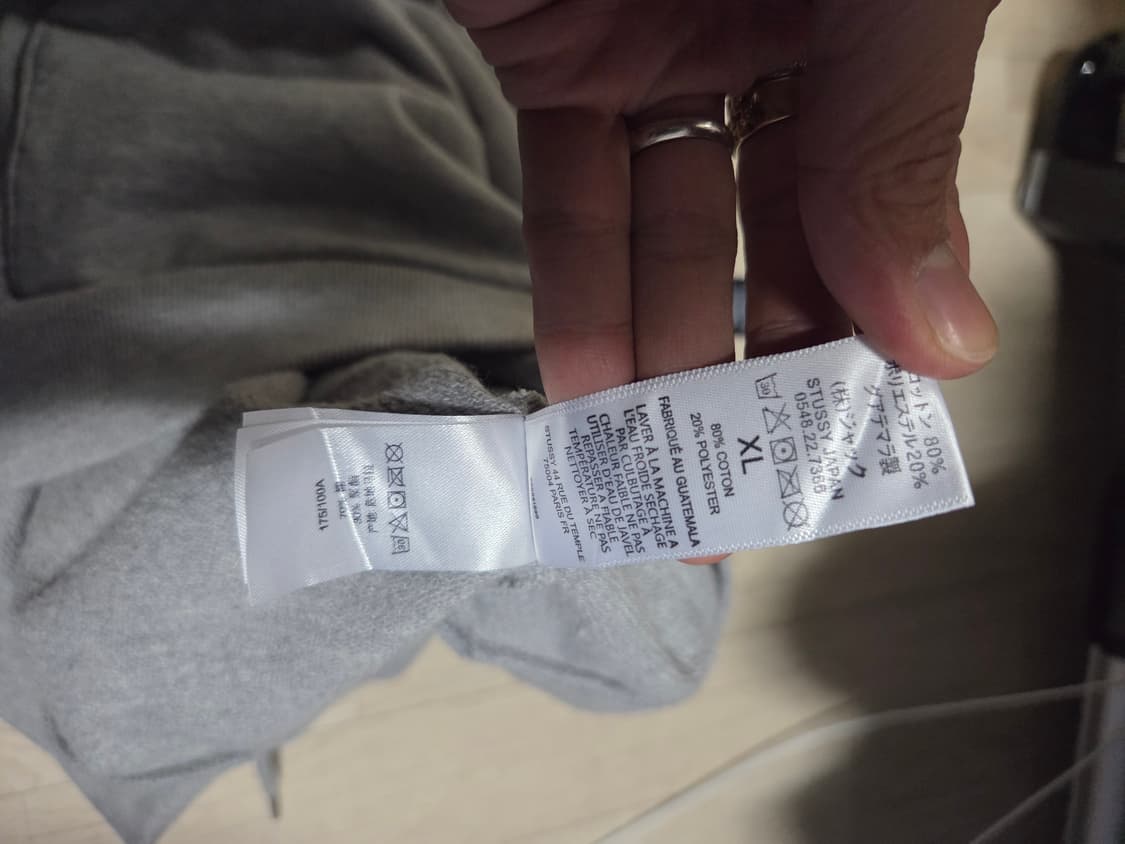 コットン 80%
ポリエステル20%
グアテマラ製
(株)ジャック
STUSSY JAPAN
0548.22.7366
30
XL
80% COTON
20% POLYESTER
FABRIQUÉ AU GUATEMALA
LAVER À LA MACHINE A
L'EAU FROIDE SÉCHAGE
PAR CULBUTAGE À
CHALEUR FAIBLE NE PAS
UTILISER D'EAU DE JAVEL
REPASSER A FIABLE
TEMPÉRATURE NE PAS
NETTOYER À SEC
STUSSY 44 RUE DU TEMPLE
75004 PARIS FR
30
175/100A